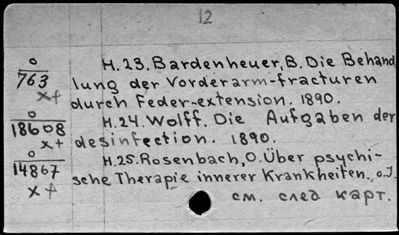 12
o
763
x+
H.23. Bardenheuer, B. Die Behand
lung der Vorderarm-fracturen
durch Feder-extension. 1890.
o
18608
x+
H.24. Wolff. Die Aufgaben der
desinfection. 1890.
o
14867
x+
H.25. Rosenbach, O. Über psychi-
sche Therapie innerer Krankheiten. o.J.
см. след карт.